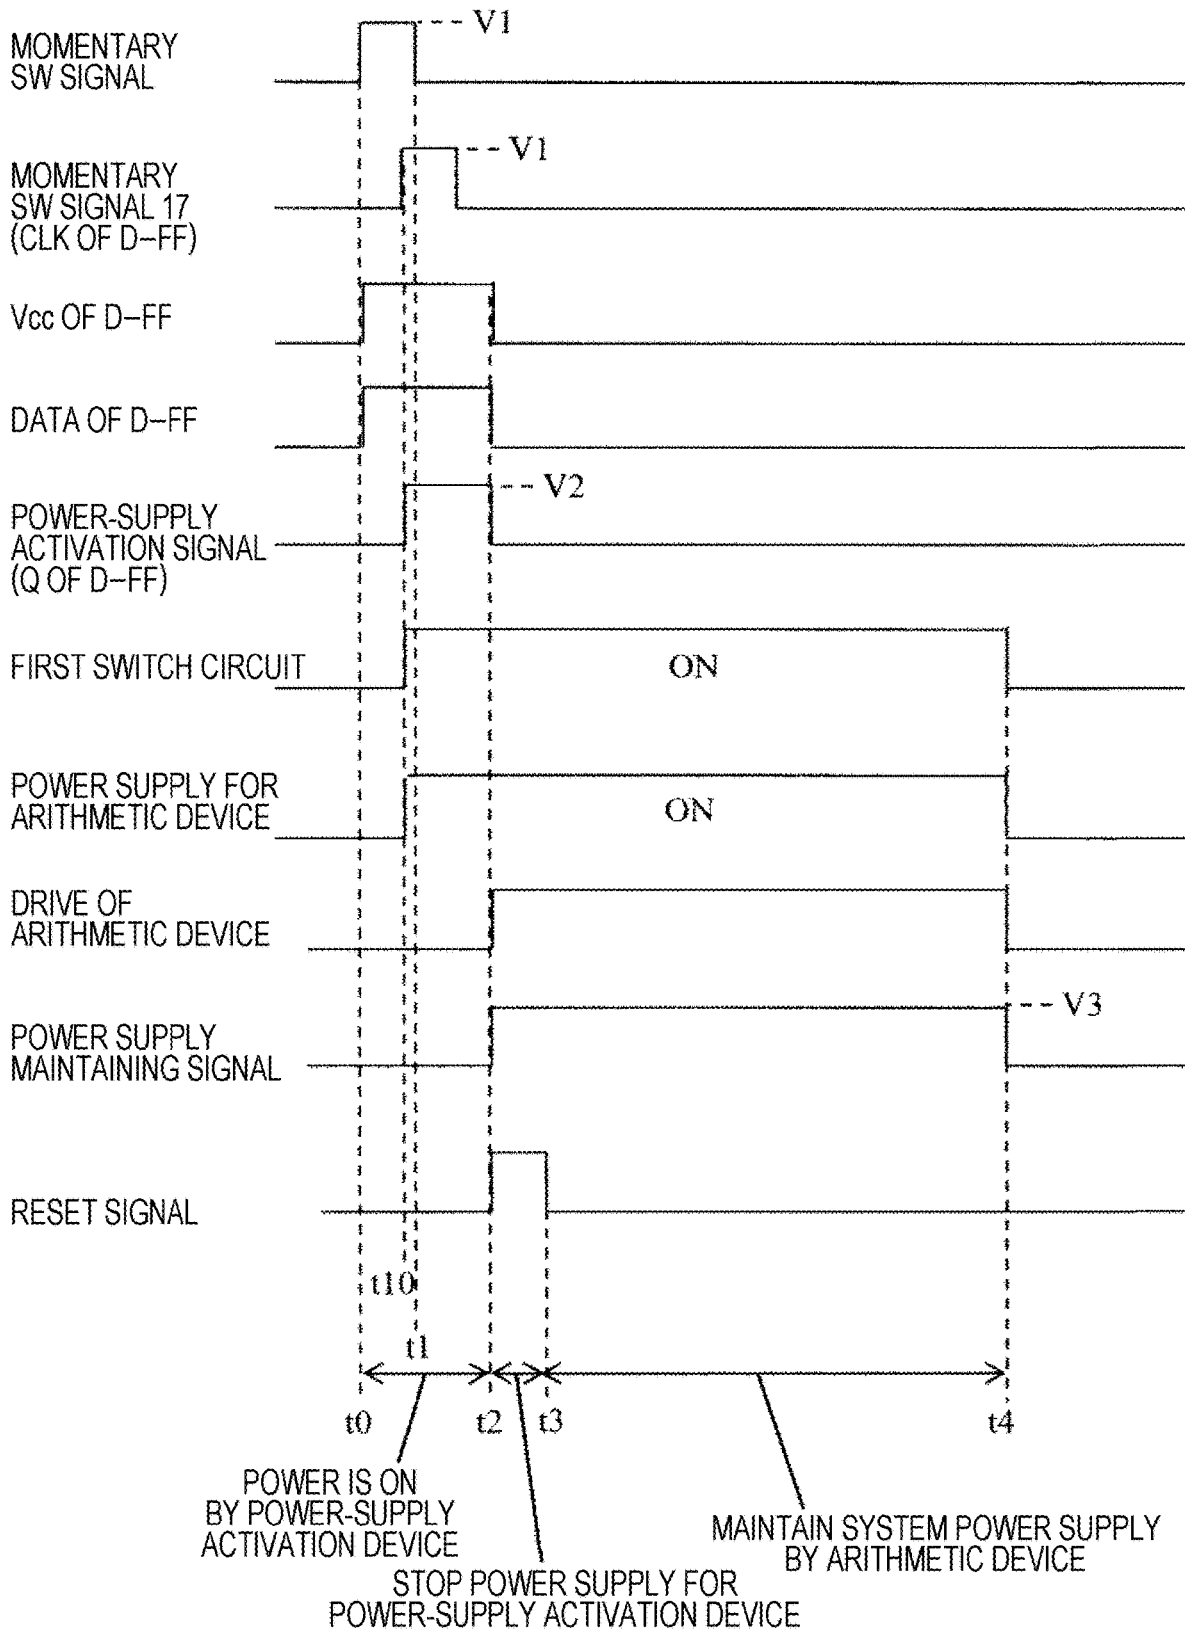 MOMENTARY
SW SIGNAL
-- V1
MOMENTARY
SW SIGNAL 17
(CLK OF D-FF)
-- V1
Vcc OF D-FF
DATA OF D-FF
POWER-SUPPLY
ACTIVATION SIGNAL
(Q OF D-FF)
-- V2
FIRST SWITCH CIRCUIT
ON
POWER SUPPLY FOR
ARITHMETIC DEVICE
ON
DRIVE OF
ARITHMETIC DEVICE
POWER SUPPLY
MAINTAINING SIGNAL
-- V3
RESET SIGNAL
t10
t1
t0 t2 t3 t4
POWER IS ON
BY POWER-SUPPLY
ACTIVATION DEVICE
STOP POWER SUPPLY FOR
POWER-SUPPLY ACTIVATION DEVICE
MAINTAIN SYSTEM POWER SUPPLY
BY ARITHMETIC DEVICE